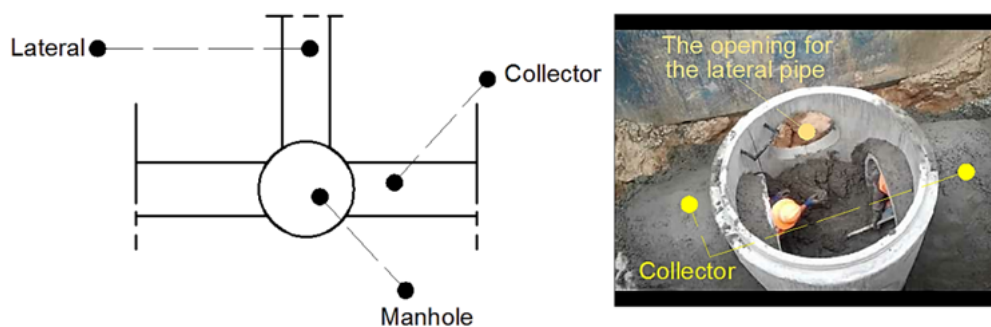 Lateral
Collector
Manhole
The opening for
the lateral pipe
Collector